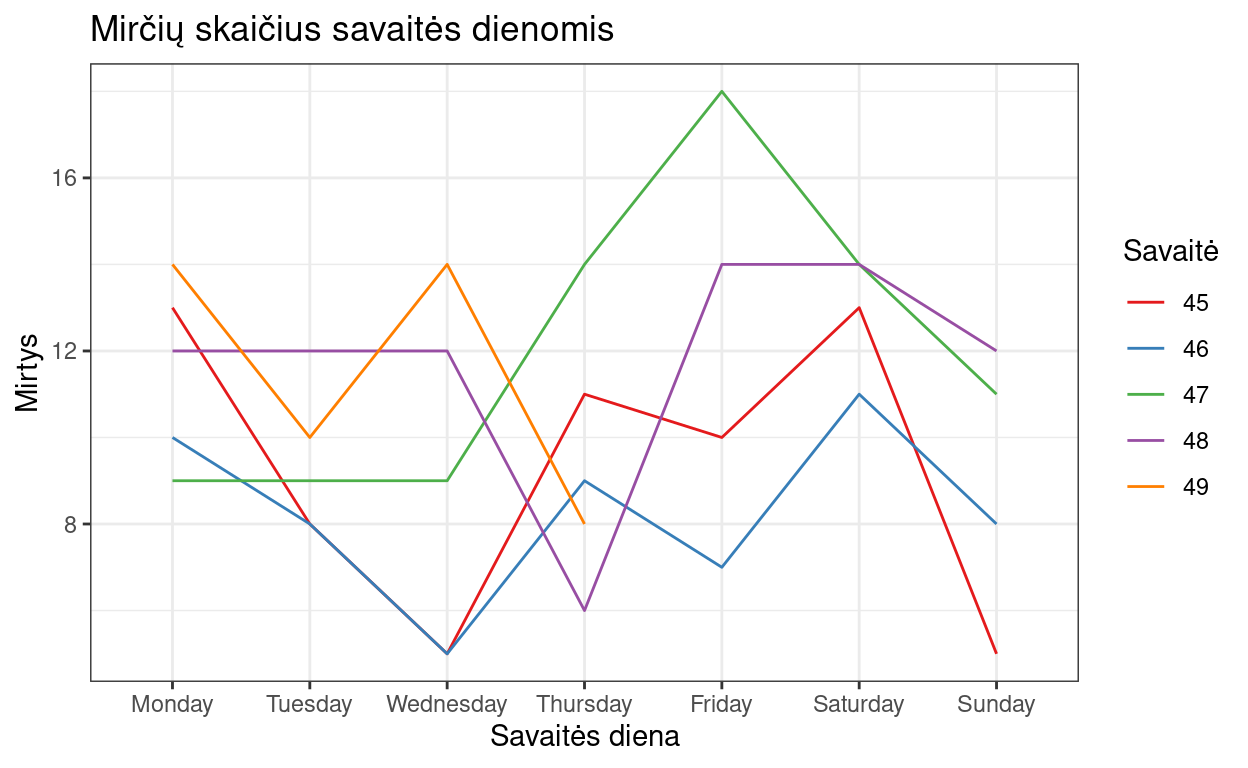 Mirčių skaičius savaitės dienomis
Mirtys
16
12
8
Monday Tuesday Wednesday Thursday Friday Saturday Sunday
Savaitės diena
Savaitė
45
46
47
48
49